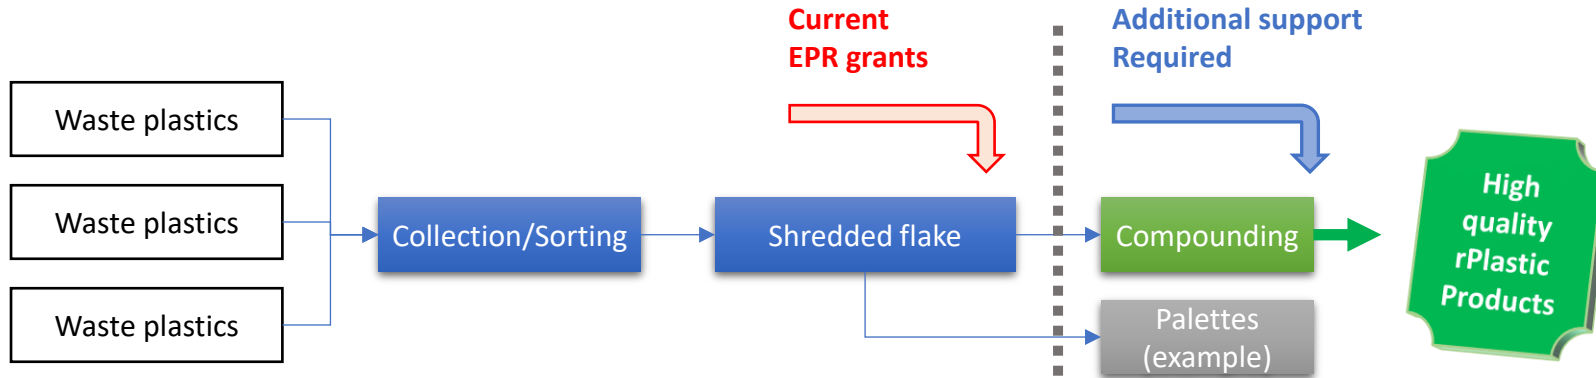 Current
EPR grants
Additional support
Required
Waste plastics
Waste plastics
Waste plastics
Collection/Sorting
Shredded flake
Compounding
Palettes
(example)
High
quality
rPlastic
Products